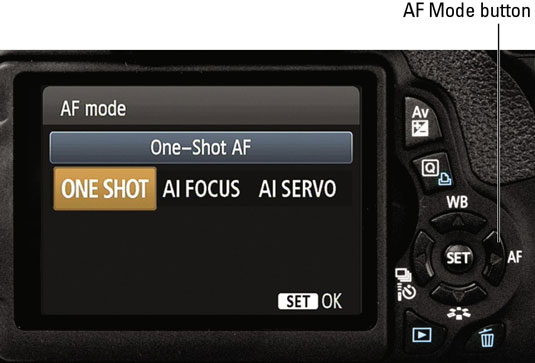 AF Mode button
AF mode
One-Shot AF
ONE SHOT AI FOCUS AI SERVO
SET OK
Av
Q
WB
SET
AF